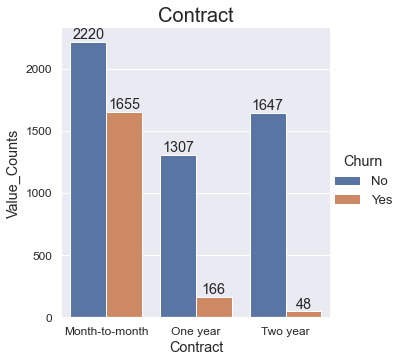 Contract
2220
1655
1307
166
1647
48
2000
1500
1000
500
0
Value_Counts
Month-to-month
One year
Two year
Contract
Churn
No
Yes